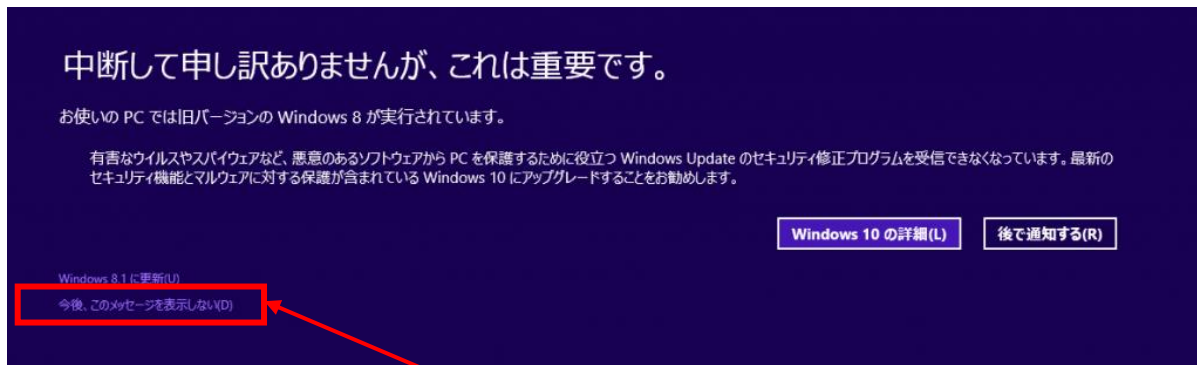 中断して申し訳ありませんが、これは重要です。
お使いの PC では旧バージョンの Windows 8 が実行されています。
有害なウイルスやスパイウェアなど、悪意のあるソフトウェアから PC を保護するために役立つ Windows Update のセキュリティ修正プログラムを受信できなくなっています。最新の
セキュリティ機能とマルウェアに対する保護が含まれている Windows 10 にアップグレードすることをお勧めします。
Windows 10 の詳細(L) 後で通知する(R)
Windows 8.1 に更新(U)
今後、このメッセージを表示しない(D)